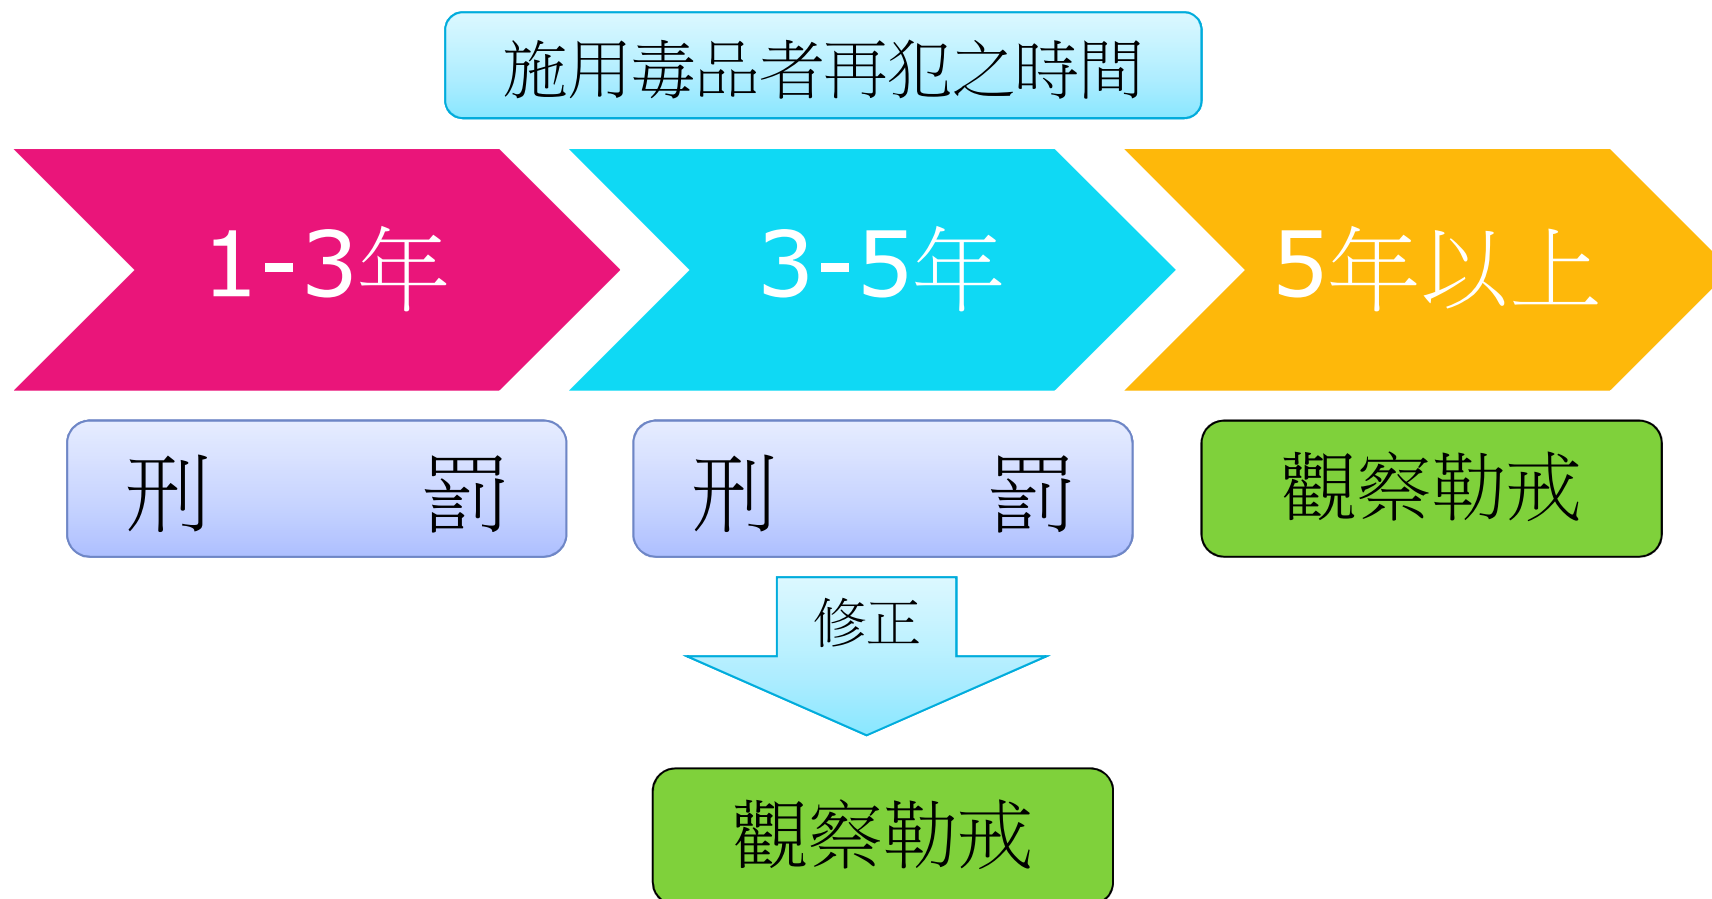 施用毒品者再犯之時間
1-3年 3-5年 5年以上
刑 罰 刑 罰 觀察勒戒
修正
觀察勒戒